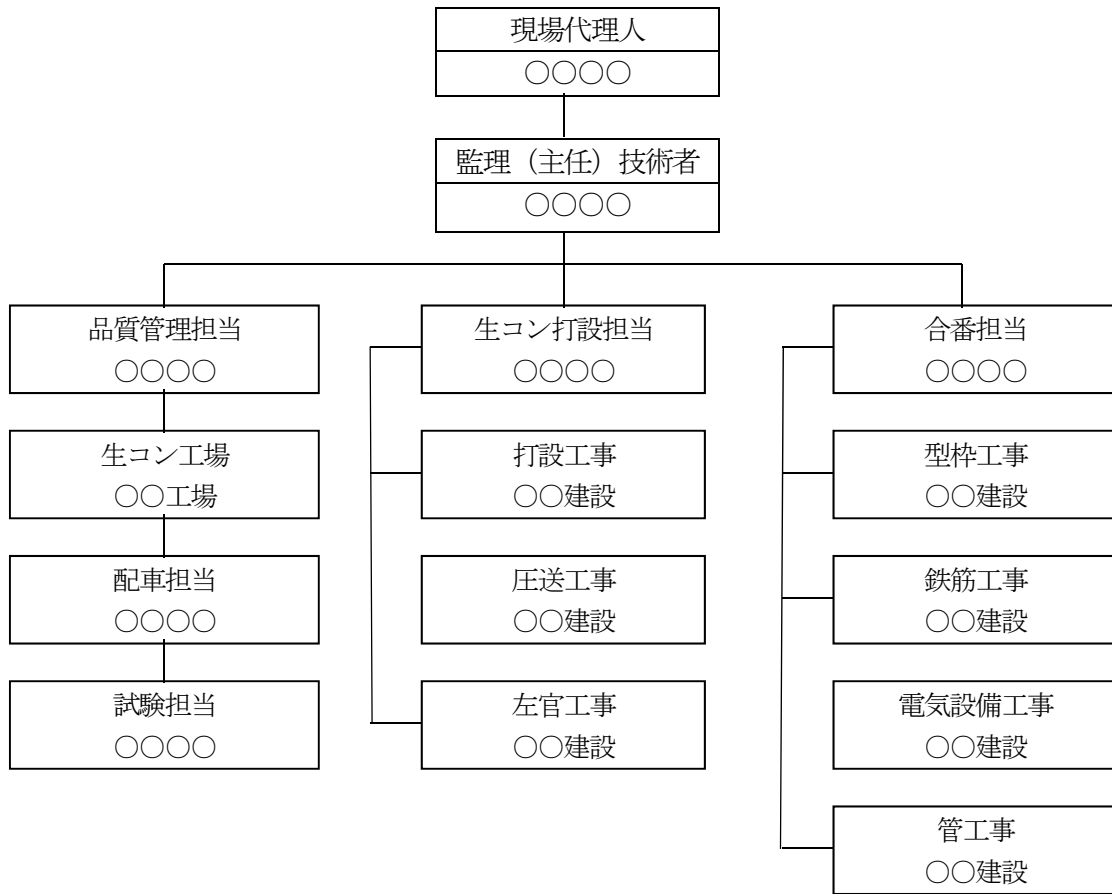 現場代理人
○○○○
監理（主任）技術者
○○○○
品質管理担当
○○○○
生コン工場
○○工場
配車担当
○○○○
試験担当
○○○○
生コン打設担当
○○○○
打設工事
○○建設
圧送工事
○○建設
左官工事
○○建設
合番担当
○○○○
型枠工事
○○建設
鉄筋工事
○○建設
電気設備工事
○○建設
管工事
○○建設